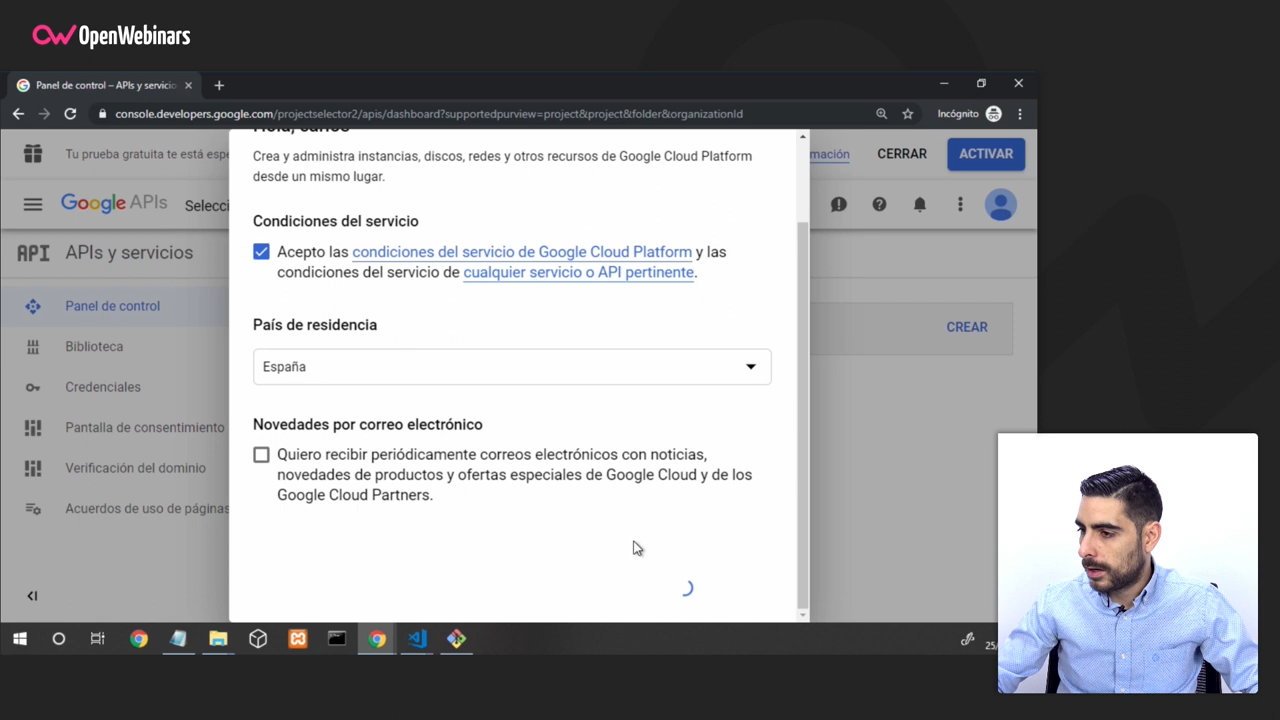 OpenWebinars
Panel de control – APIs y servicio
console.developers.google.com/projectselector2/apis/dashboard?supportedpurview=project&project&folder&organizationId
Incógnito
Tu prueba gratuita te está espe
mación
CERRAR
ACTIVAR
Hola, carlos
Crea y administra instancias, discos, redes y otros recursos de Google Cloud Platform
desde un mismo lugar.
Google APIs
Selecci
API
APIs y servicios
Condiciones del servicio
Acepto las condiciones del servicio de Google Cloud Platform y las
condiciones del servicio de cualquier servicio o API pertinente.
Panel de control
Biblioteca
Credenciales
Pantalla de consentimiento
Verificación del dominio
Acuerdos de uso de páginas
País de residencia
España
CREAR
Novedades por correo electrónico
Quiero recibir periódicamente correos electrónicos con noticias,
novedades de productos y ofertas especiales de Google Cloud y de los
Google Cloud Partners.
25/